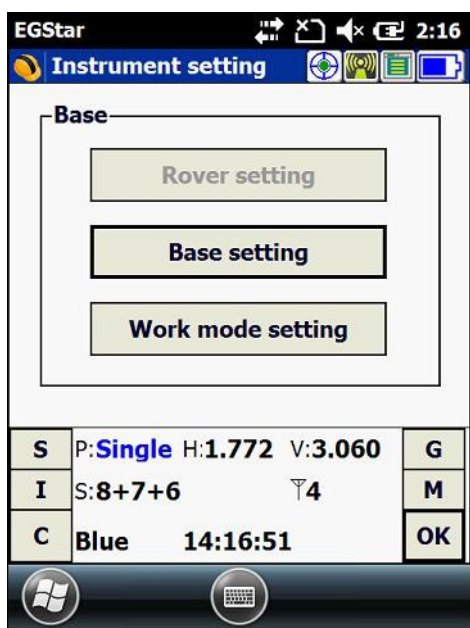 EGStar 2:16
Instrument setting
Base
Rover setting
Base setting
Work mode setting
S P:Single H:1.772 V:3.060 G
I S:8+7+6 4 M
C Blue 14:16:51 OK